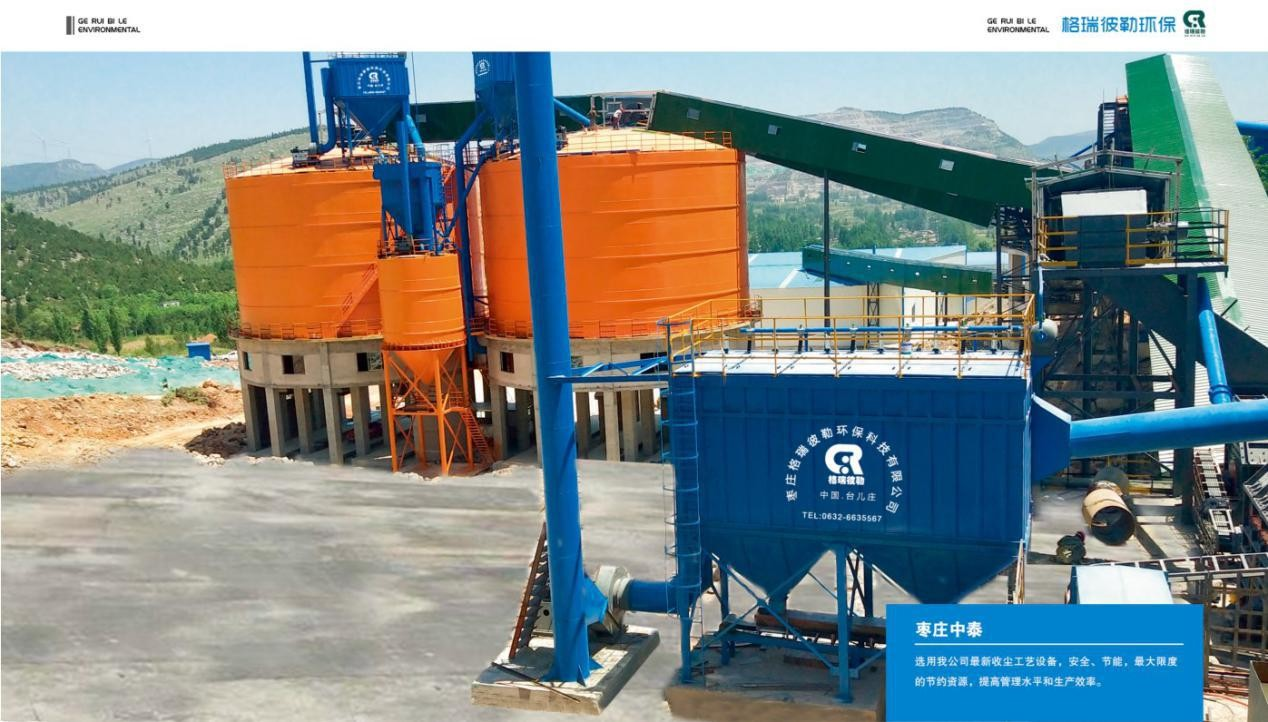 GE RUI BI LE
ENVIRONMENTAL
GE RUI BI LE
ENVIRONMENTAL
格瑞彼勒环保
格瑞彼勒
枣庄格瑞彼勒环保科技有限公司
格瑞彼勒
中国.台儿庄
TEL:0632-6635567
枣庄中泰
选用我公司最新收尘工艺设备，安全、节能，最大限度
的节约资源，提高管理水平和生产效率。